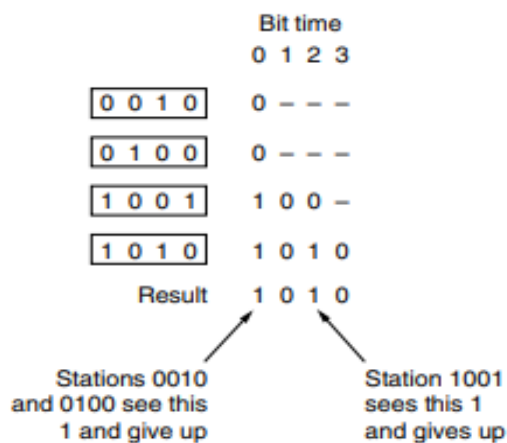 Bit time
0 1 2 3
0 0 1 0 0 – – –
0 1 0 0 0 – – –
1 0 0 1 1 0 0 –
1 0 1 0 1 0 1 0
Result 1 0 1 0
Stations 0010
and 0100 see this
1 and give up
Station 1001
sees this 1
and gives up